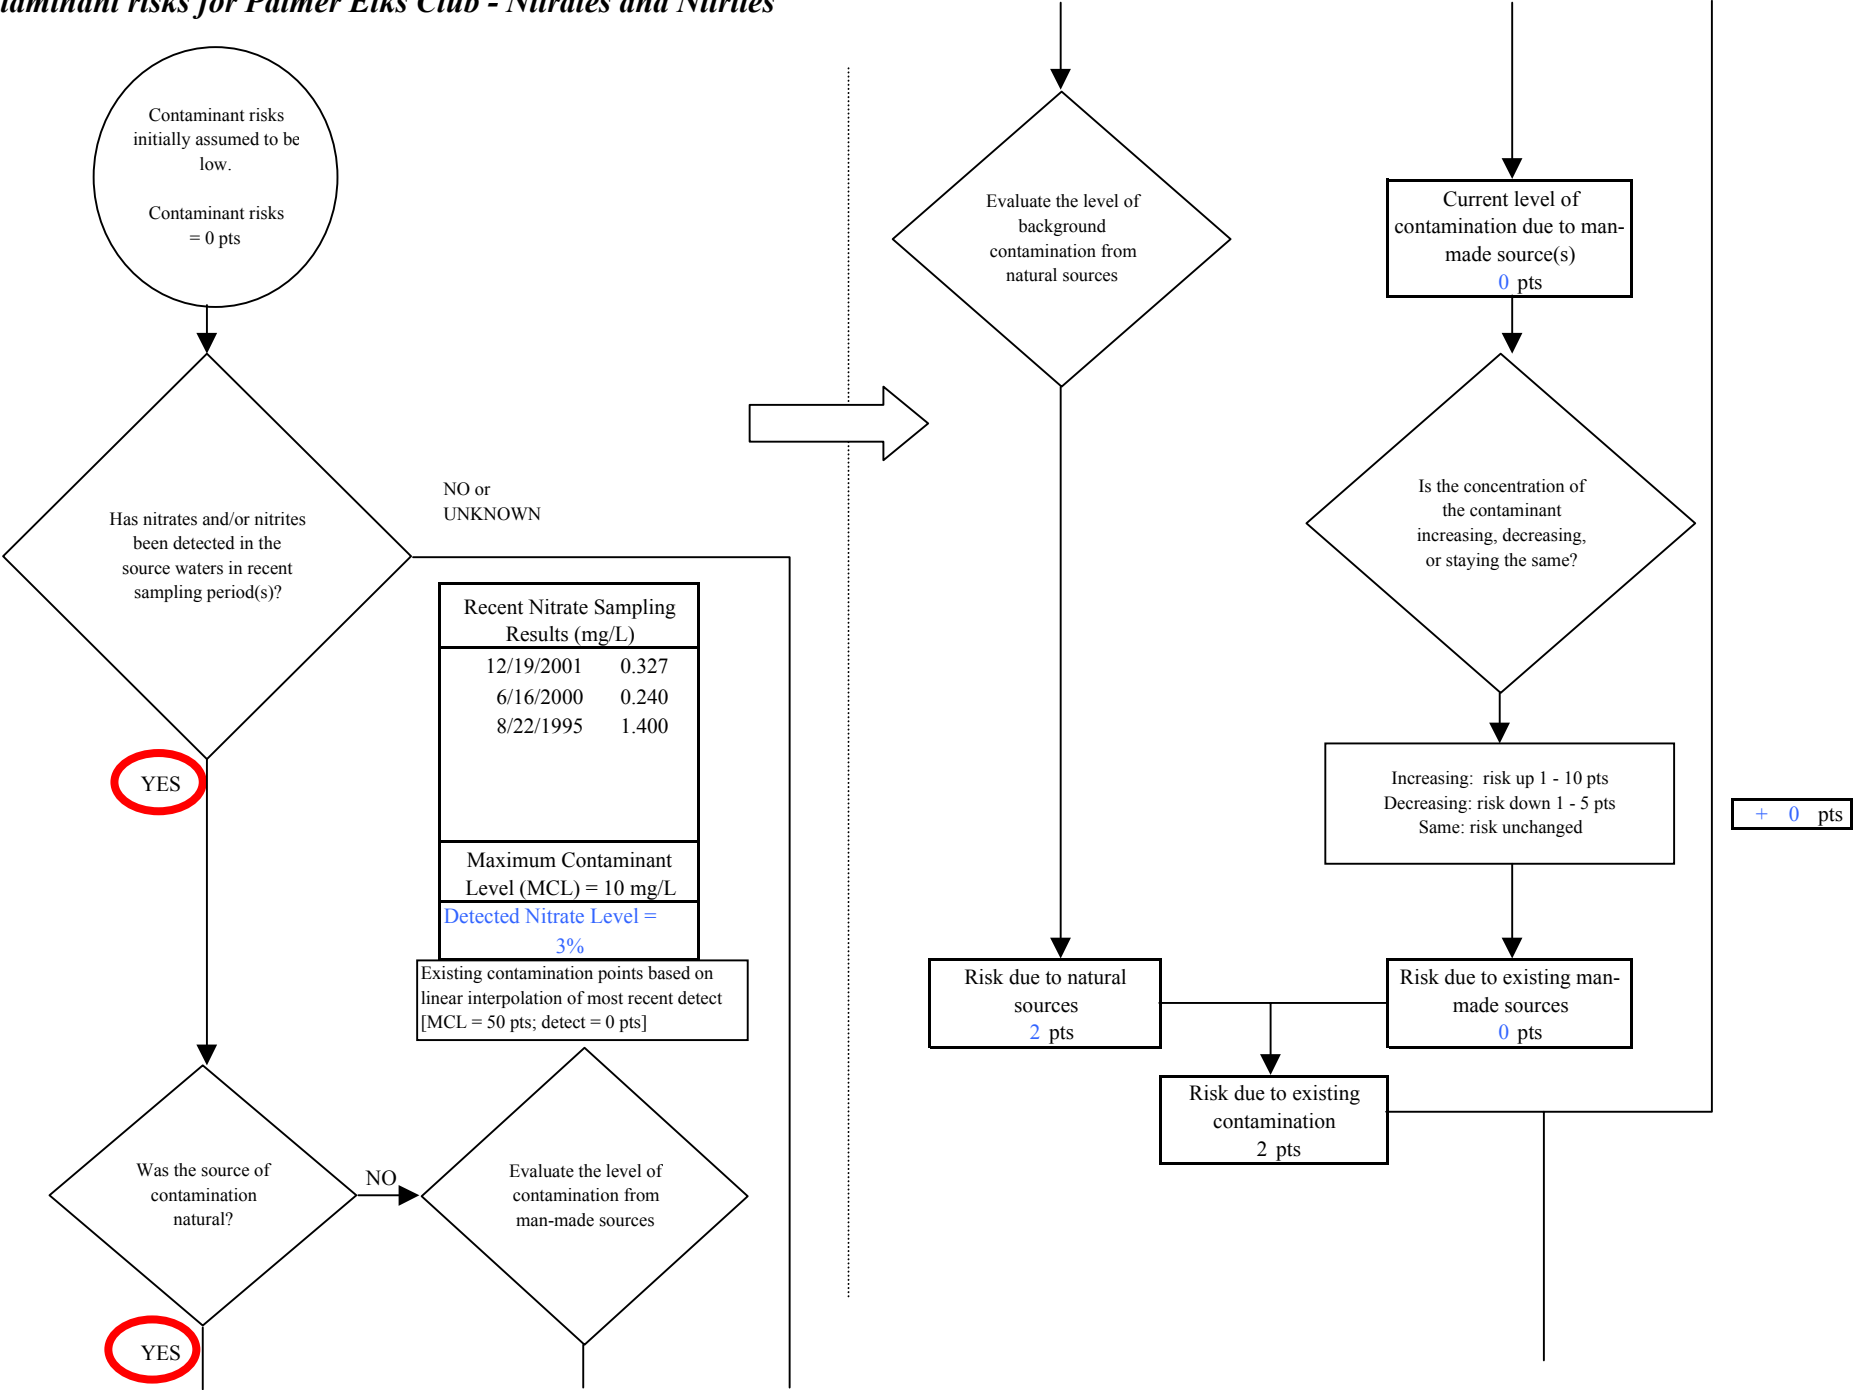 taminant risks for Palmer Elks Club - Nitrates and Nitrites
Contaminant risks
initially assumed to be
low.
Contaminant risks
= 0 pts
Has nitrates and/or nitrites
been detected in the
source waters in recent
sampling period(s)?
NO or
UNKNOWN
YES
Recent Nitrate Sampling
Results (mg/L)
12/19/2001 0.327
6/16/2000 0.240
8/22/1995 1.400
Maximum Contaminant
Level (MCL) = 10 mg/L
Detected Nitrate Level =
3%
Existing contamination points based on
linear interpolation of most recent detect
[MCL = 50 pts; detect = 0 pts]
Was the source of
contamination
natural?
NO
Evaluate the level of
contamination from
man-made sources
YES
Evaluate the level of
background
contamination from
natural sources
Current level of
contamination due to man-
made source(s)
0 pts
Is the concentration of
the contaminant
increasing, decreasing,
or staying the same?
Increasing: risk up 1 - 10 pts
Decreasing: risk down 1 - 5 pts
Same: risk unchanged
+ 0 pts
Risk due to natural
sources
2 pts
Risk due to existing man-
made sources
0 pts
Risk due to existing
contamination
2 pts